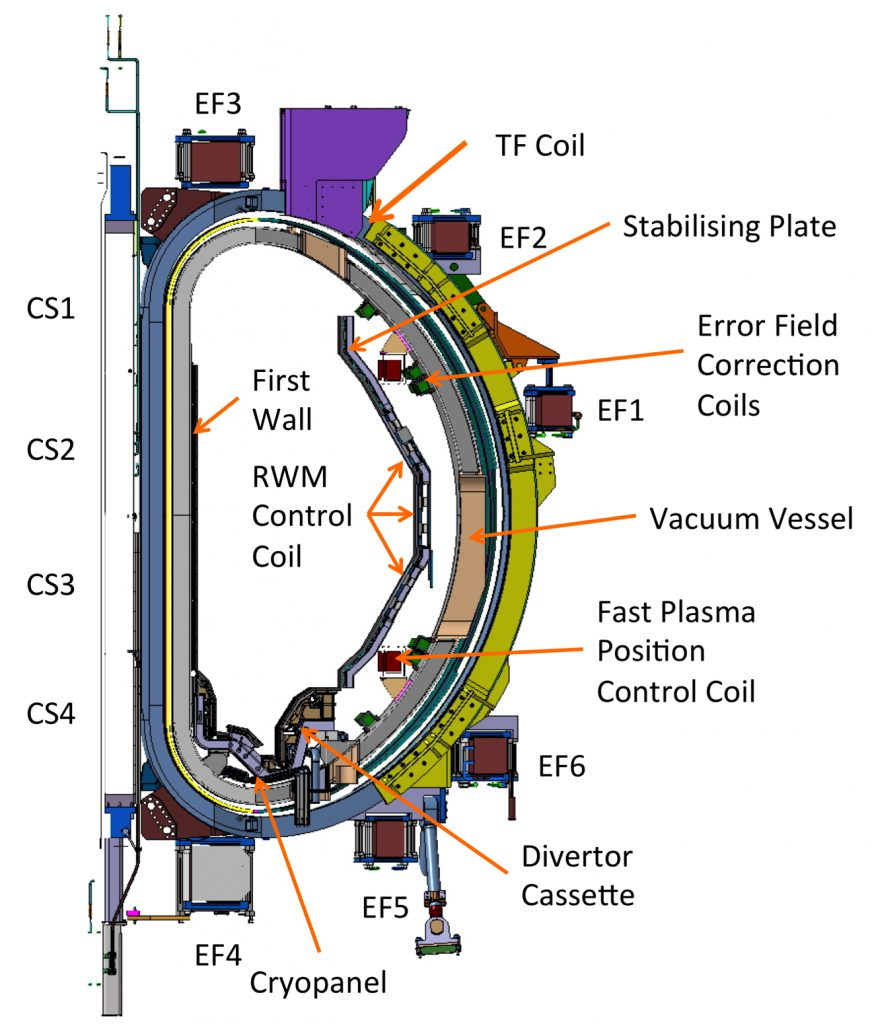 EF3
TF Coil
EF2
Stabilising Plate
CS1
Error Field
Correction
Coils
First
Wall
EF1
CS2
RWM
Control
Coil
Vacuum Vessel
CS3
Fast Plasma
Position
Control Coil
CS4
EF6
Divertor
Cassette
EF5
EF4
Cryopanel